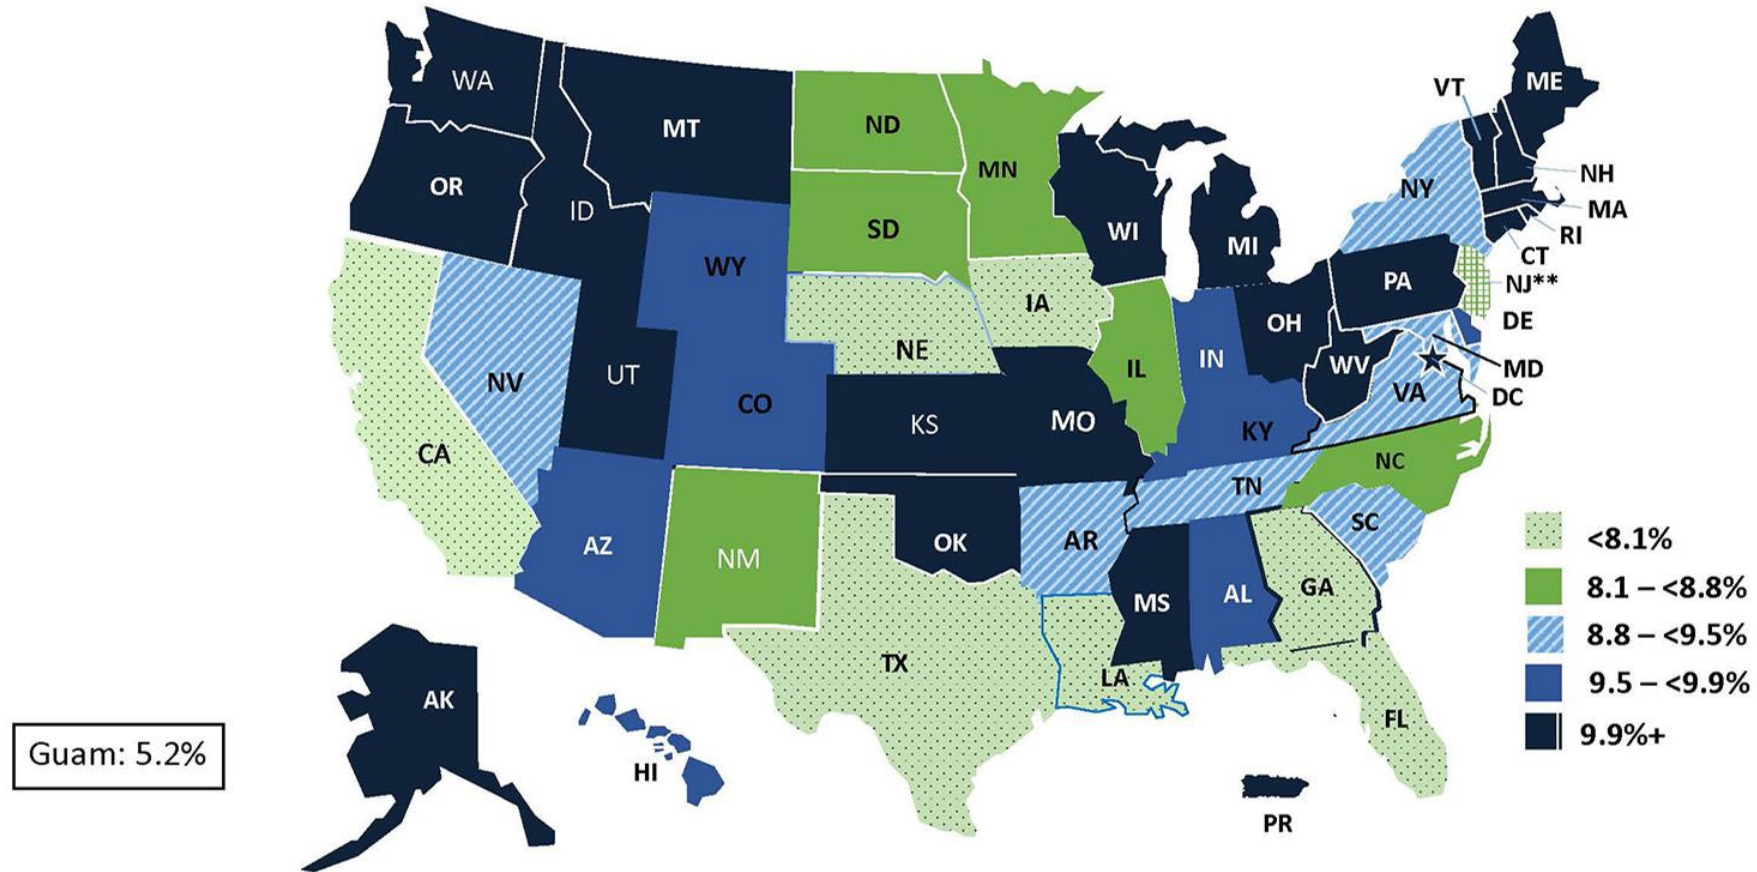 WA
MT
ND
MN
VT
ME
OR
ID
SD
WI
MI
NY
NH
MA
RI
CT
WY
NV
UT
CO
NE
IA
IL
IN
OH
PA
NJ**
DE
MD
DC
WV
VA
CA
KS
MO
KY
NC
TN
SC
AZ
NM
OK
AR
MS
AL
GA
TX
LA
FL
AK
HI
PR
Guam: 5.2%
<8.1%
8.1 – <8.8%
8.8 – <9.5%
9.5 – <9.9%
9.9%+